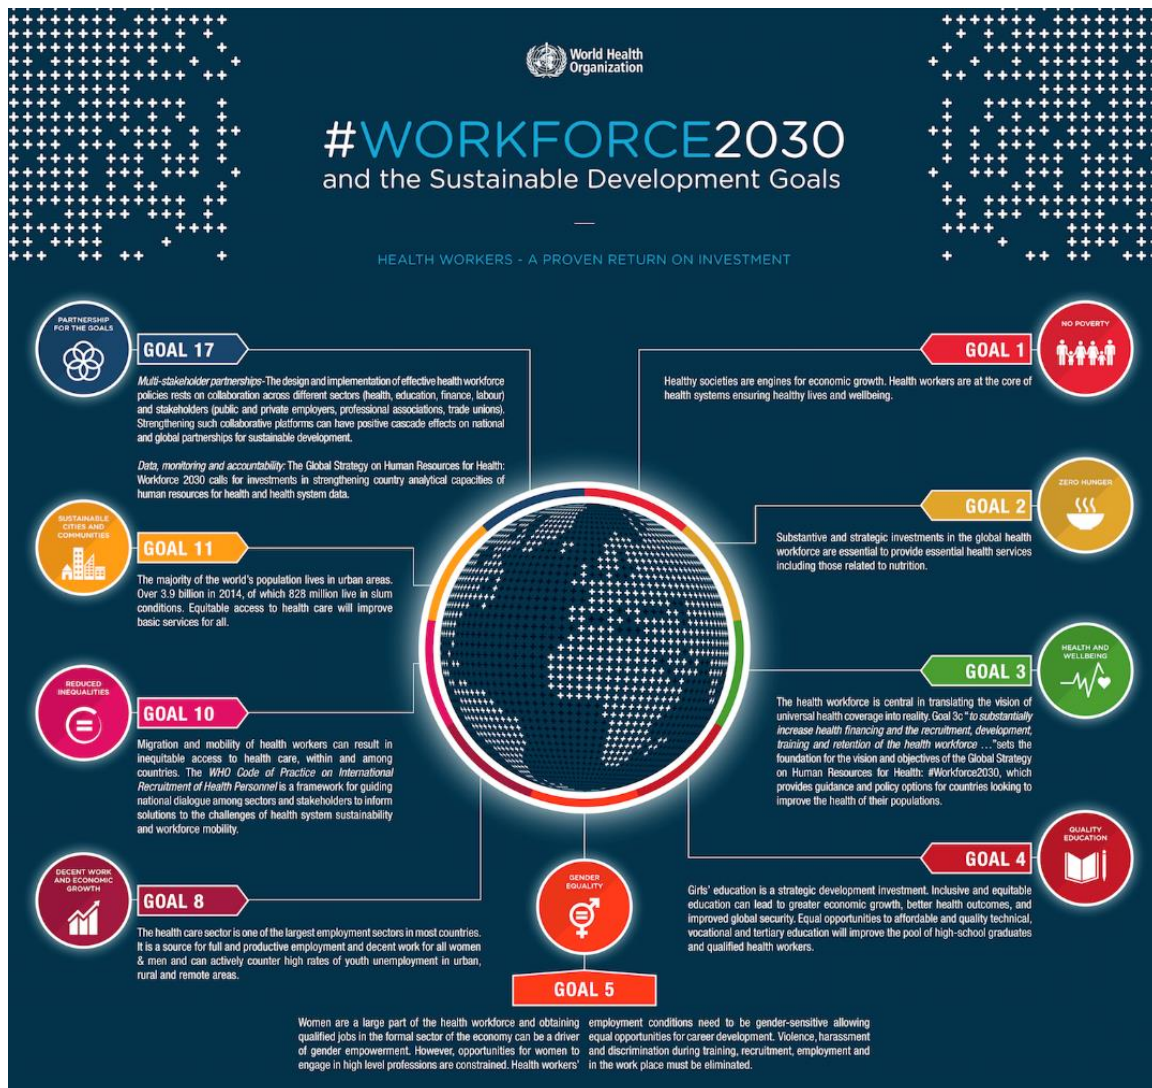 World Health
Organization
#WORKFORCE2030
and the Sustainable Development Goals
HEALTH WORKERS - A PROVEN RETURN ON INVESTMENT
PARTNERSHIP
FOR THE GOALS
GOAL 17
Multi-stakeholder partnerships- The design and implementation of effective health workforce
policies rests on collaboration across different sectors (health, education, finance, labour)
and stakeholders (public and private employers, professional associations, trade unions).
Strengthening such collaborative platforms can have positive cascade effects on national
and global partnerships for sustainable development.
Data, monitoring and accountability: The Global Strategy on Human Resources for Health:
Workforce 2030 calls for investments in strengthening country analytical capacities of
human resources for health and health system data.
SUSTAINABLE
CITIES AND
COMMUNITIES
GOAL 11
The majority of the world's population lives in urban areas.
Over 3.9 billion in 2014, of which 828 million live in slum
conditions. Equitable access to health care will improve
basic services for all.
REDUCED
INEQUALITIES
GOAL 10
Migration and mobility of health workers can result in
inequitable access to health care, within and among
countries. The WHO Code of Practice on International
Recruitment of Health Personnel is a framework for guiding
national dialogue among sectors and stakeholders to inform
solutions to the challenges of health system sustainability
and workforce mobility.
DECENT WORK
AND ECONOMIC
GROWTH
GOAL 8
The health care sector is one of the largest employment sectors in most countries.
It is a source for full and productive employment and decent work for all women
& men and can actively counter high rates of youth unemployment in urban,
rural and remote areas.
NO POVERTY
GOAL 1
Healthy societies are engines for economic growth. Health workers are at the core of
health systems ensuring healthy lives and wellbeing.
ZERO HUNGER
GOAL 2
Substantive and strategic investments in the global health
workforce are essential to provide essential health services
including those related to nutrition.
HEALTH AND
WELLBEING
GOAL 3
The health workforce is central in translating the vision of
universal health coverage into reality. Goal 3c "to substantially
increase health financing and the recruitment, development,
training and retention of the health workforce ..."sets the
foundation for the vision and objectives of the Global Strategy
on Human Resources for Health: #Workforce2030, which
provides guidance and policy options for countries looking to
improve the health of their populations.
QUALITY
EDUCATION
GOAL 4
Girls' education is a strategic development investment. Inclusive and equitable
education can lead to greater economic growth, better health outcomes, and
improved global security. Equal opportunities to affordable and quality technical,
vocational and tertiary education will improve the pool of high-school graduates
and qualified health workers.
GENDER
EQUALITY
GOAL 5
Women are a large part of the health workforce and obtaining
qualified jobs in the formal sector of the economy can be a driver
of gender empowerment. However, opportunities for women to
engage in high level professions are constrained. Health workers'
employment conditions need to be gender-sensitive allowing
equal opportunities for career development. Violence, harassment
and discrimination during training, recruitment, employment and
in the work place must be eliminated.